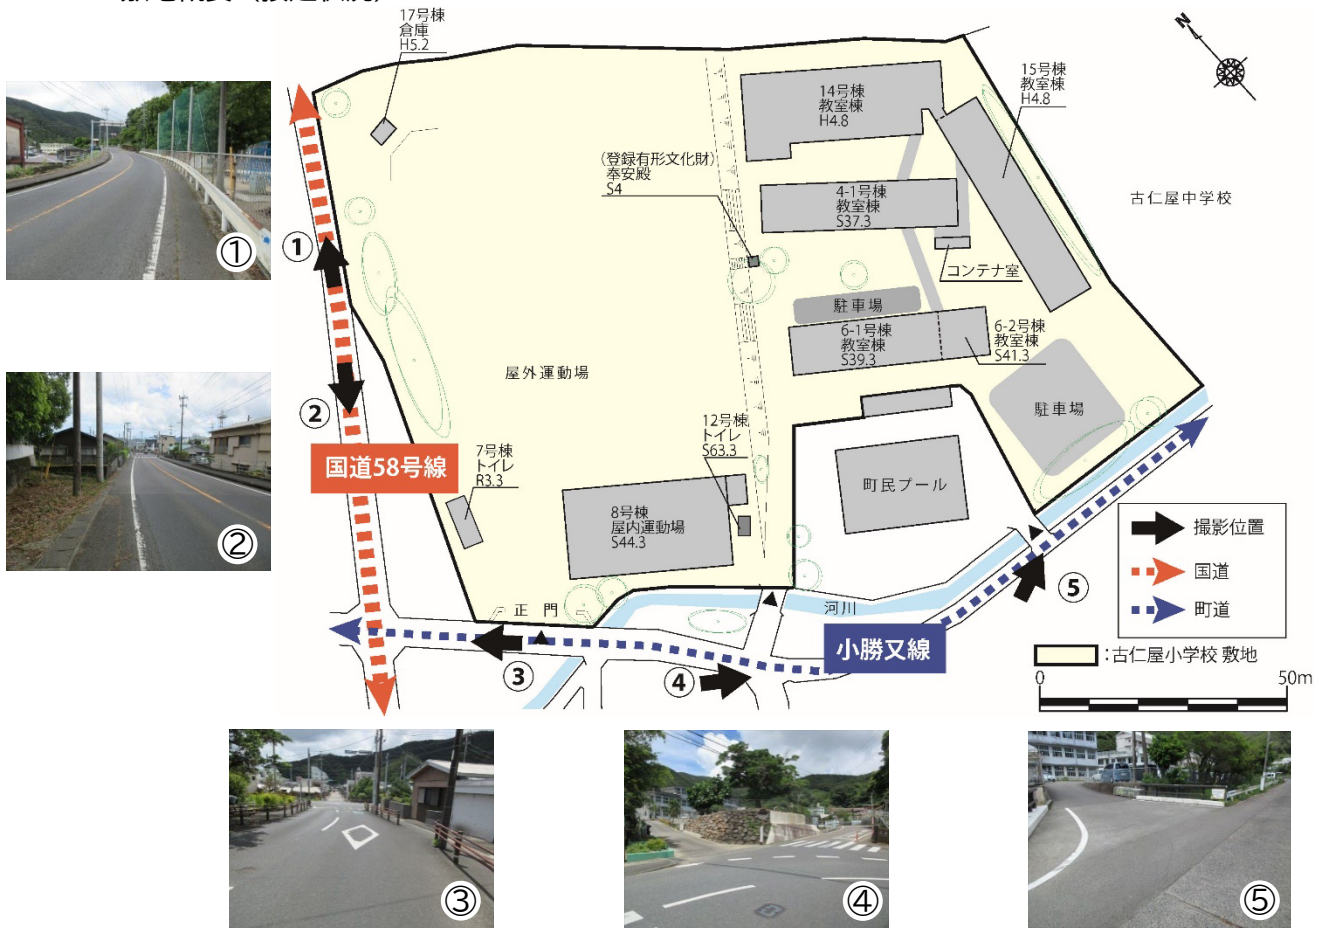 17号棟
倉庫
H5.2
N
15号棟
教室棟
H4.8
14号棟
教室棟
H4.8
(登録有形文化財)
奉安殿
S4
4-1号棟
教室棟
S37.3
古仁屋中学校
コンテナ室
駐車場
6-1号棟
教室棟
S39.3
6-2号棟
教室棟
S41.3
屋外運動場
駐車場
①
①
②
②
国道58号線
7号棟
トイレ
R3.3
12号棟
トイレ
S63.3
8号棟
屋内運動場
S44.3
町民プール
撮影位置
国道
町道
⑤
正門
河川
小勝又線
③
④
:古仁屋小学校 敷地
0
50m
③
④
⑤